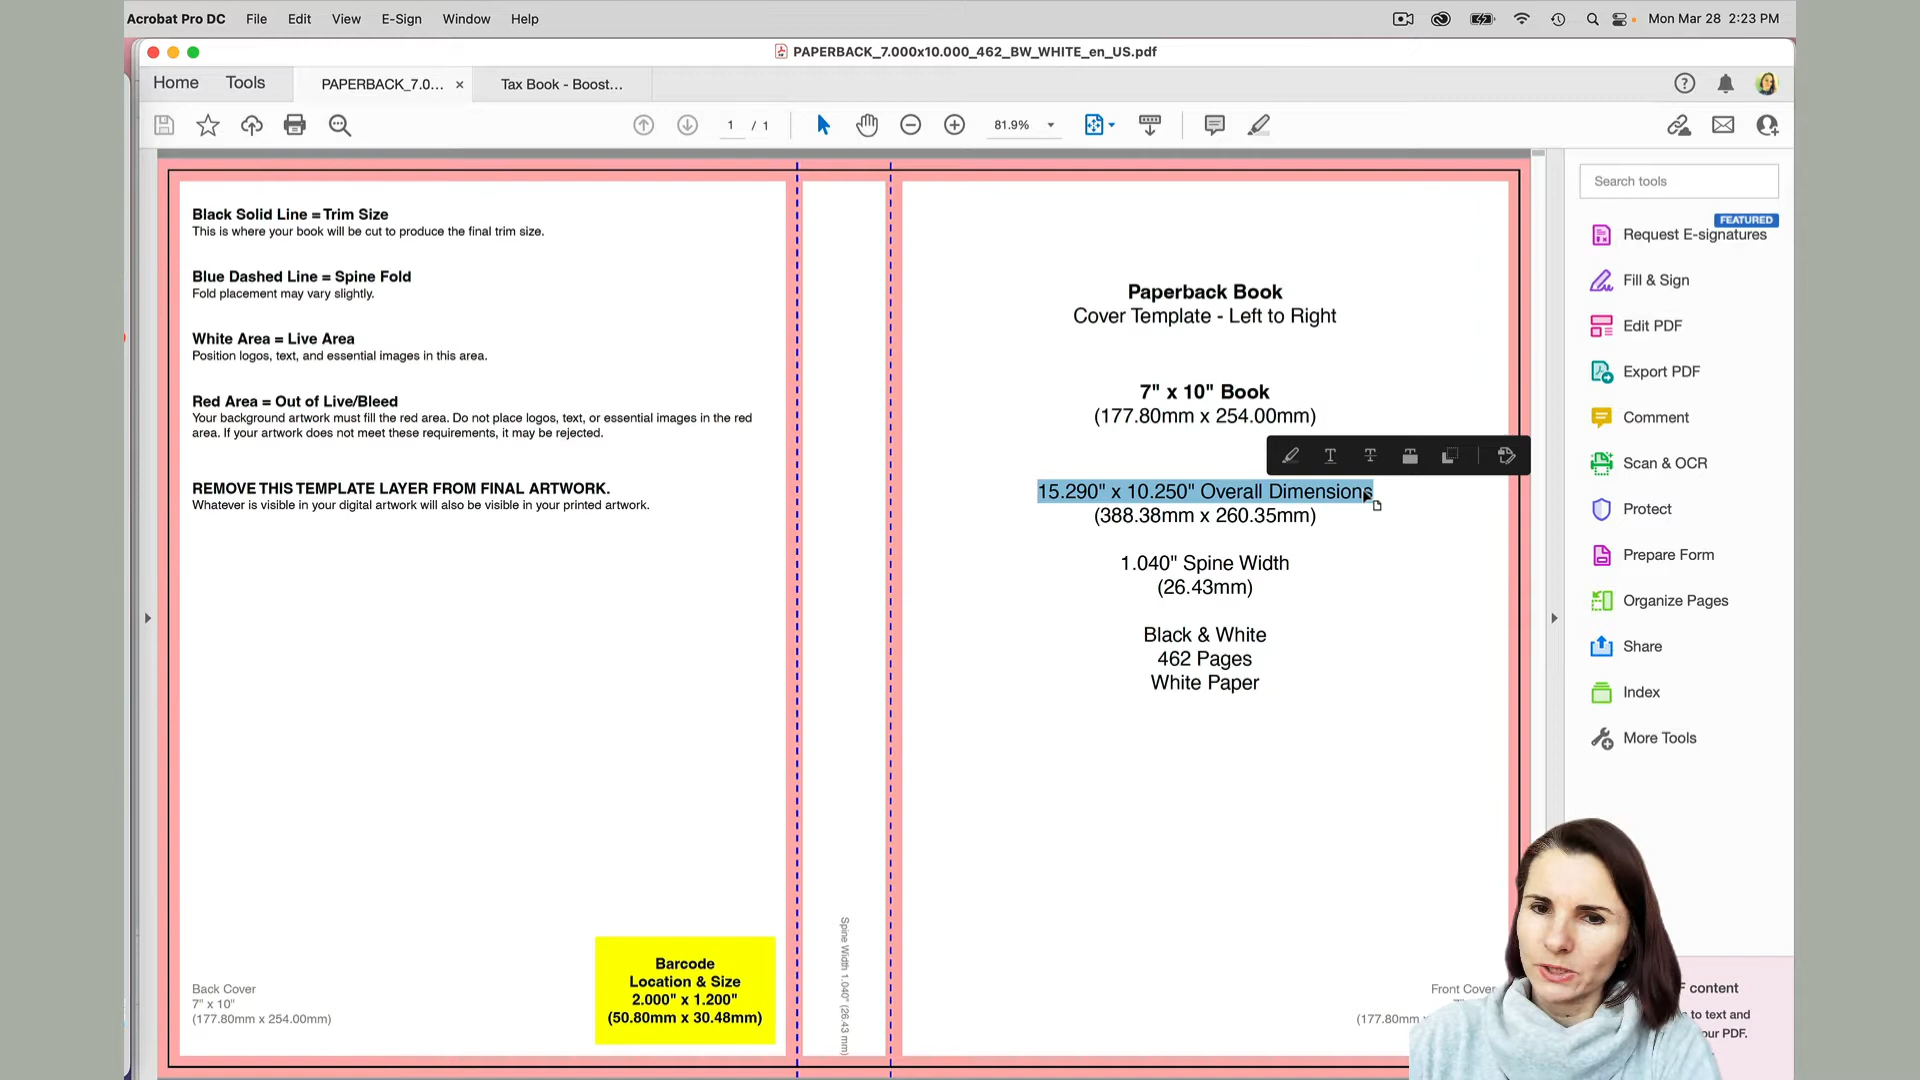 Acrobat Pro DC File Edit View E-Sign Window Help Mon Mar 28 2:23 PM
PAPERBACK_7.000x10.000_462_BW_WHITE_en_US.pdf
Home Tools PAPERBACK_7.0... × Tax Book - Boost...
1 / 1 81.9%
Black Solid Line = Trim Size
This is where your book will be cut to produce the final trim size.
Blue Dashed Line = Spine Fold
Fold placement may vary slightly.
White Area = Live Area
Position logos, text, and essential images in this area.
Red Area = Out of Live/Bleed
Your background artwork must fill the red area. Do not place logos, text, or essential images in the red
area. If your artwork does not meet these requirements, it may be rejected.
REMOVE THIS TEMPLATE LAYER FROM FINAL ARTWORK.
Whatever is visible in your digital artwork will also be visible in your printed artwork.
Back Cover
7" x 10"
(177.80mm x 254.00mm)
Barcode
Location & Size
2.000" x 1.200"
(50.80mm x 30.48mm)
Spine Width 1.040" (26.43 mm)
Paperback Book
Cover Template - Left to Right
7" x 10" Book
(177.80mm x 254.00mm)
15.290" x 10.250" Overall Dimensions
(388.38mm x 260.35mm)
1.040" Spine Width
(26.43mm)
Black & White
462 Pages
White Paper
Front Cover
(177.80mm x
Search tools
FEATURED
Request E-signatures
Fill & Sign
Edit PDF
Export PDF
Comment
Scan & OCR
Protect
Prepare Form
Organize Pages
Share
Index
More Tools
content
to text and
our PDF.